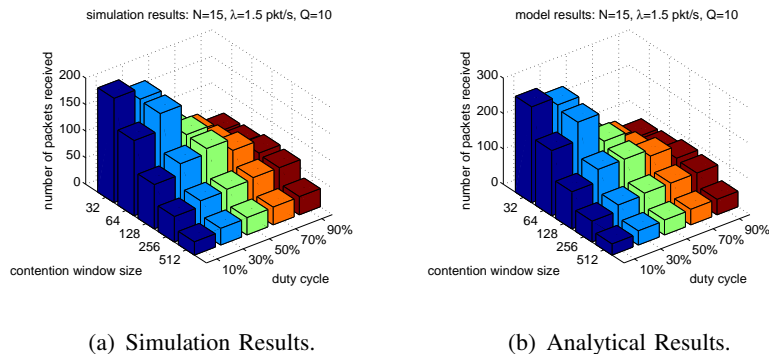 simulation results: N=15, λ=1.5 pkt/s, Q=10
number of packets received
200
150
100
50
0
32
64
128
256
512
contention window size
10%
30%
50%
70%
90%
duty cycle
(a) Simulation Results.
model results: N=15, λ=1.5 pkt/s, Q=10
number of packets received
300
200
100
0
32
64
128
256
512
contention window size
10%
30%
50%
70%
90%
duty cycle
(b) Analytical Results.